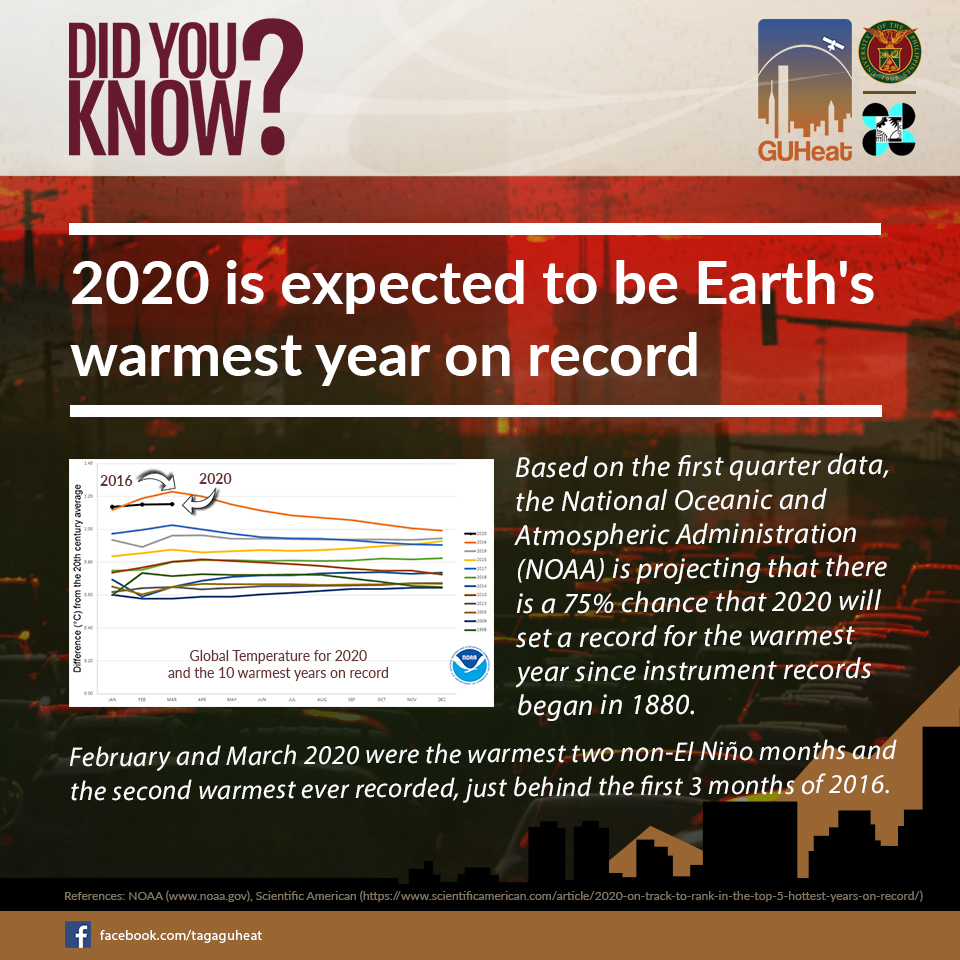 DID YOU
KNOW?
GUHeat
UNIVERSITY OF THE PHILIPPINES
1908
2020 is expected to be Earth's
warmest year on record
Difference (°C) from the 20th century average
1.40
1.20
1.00
0.80
0.60
0.40
0.20
0.00
2016
2020
2020
2016
2019
2015
2017
2018
2014
2010
2013
2005
2009
1998
NOAA
Global Temperature for 2020
and the 10 warmest years on record
JAN FEB MAR APR MAY JUN JUL AUG SEP OCT NOV DEC
Based on the first quarter data,
the National Oceanic and
Atmospheric Administration
(NOAA) is projecting that there
is a 75% chance that 2020 will
set a record for the warmest
year since instrument records
began in 1880.
February and March 2020 were the warmest two non-El Niño months and
the second warmest ever recorded, just behind the first 3 months of 2016.
References: NOAA (www.noaa.gov), Scientific American (https://www.scientificamerican.com/article/2020-on-track-to-rank-in-the-top-5-hottest-years-on-record/)
facebook.com/tagaguheat